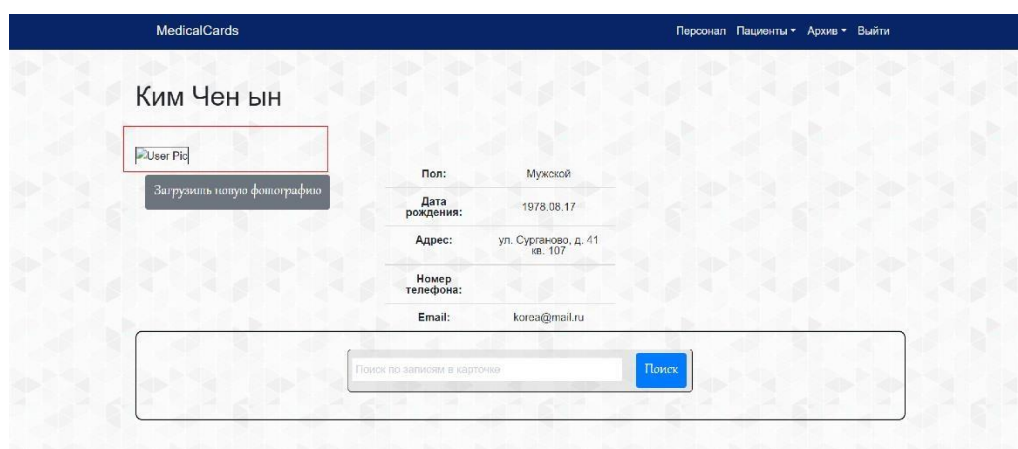 MedicalCards
Персонал Пациенты Архив Выйти
Ким Чен ын
User Pic
Загрузить новую фотографию
Пол: Мужской
Дата
рождения: 1978.08.17
Адрес: ул. Сурганово, д. 41
кв. 107
Номер
телефона:
Email: korea@mail.ru
Поиск по записям в карточке
Поиск